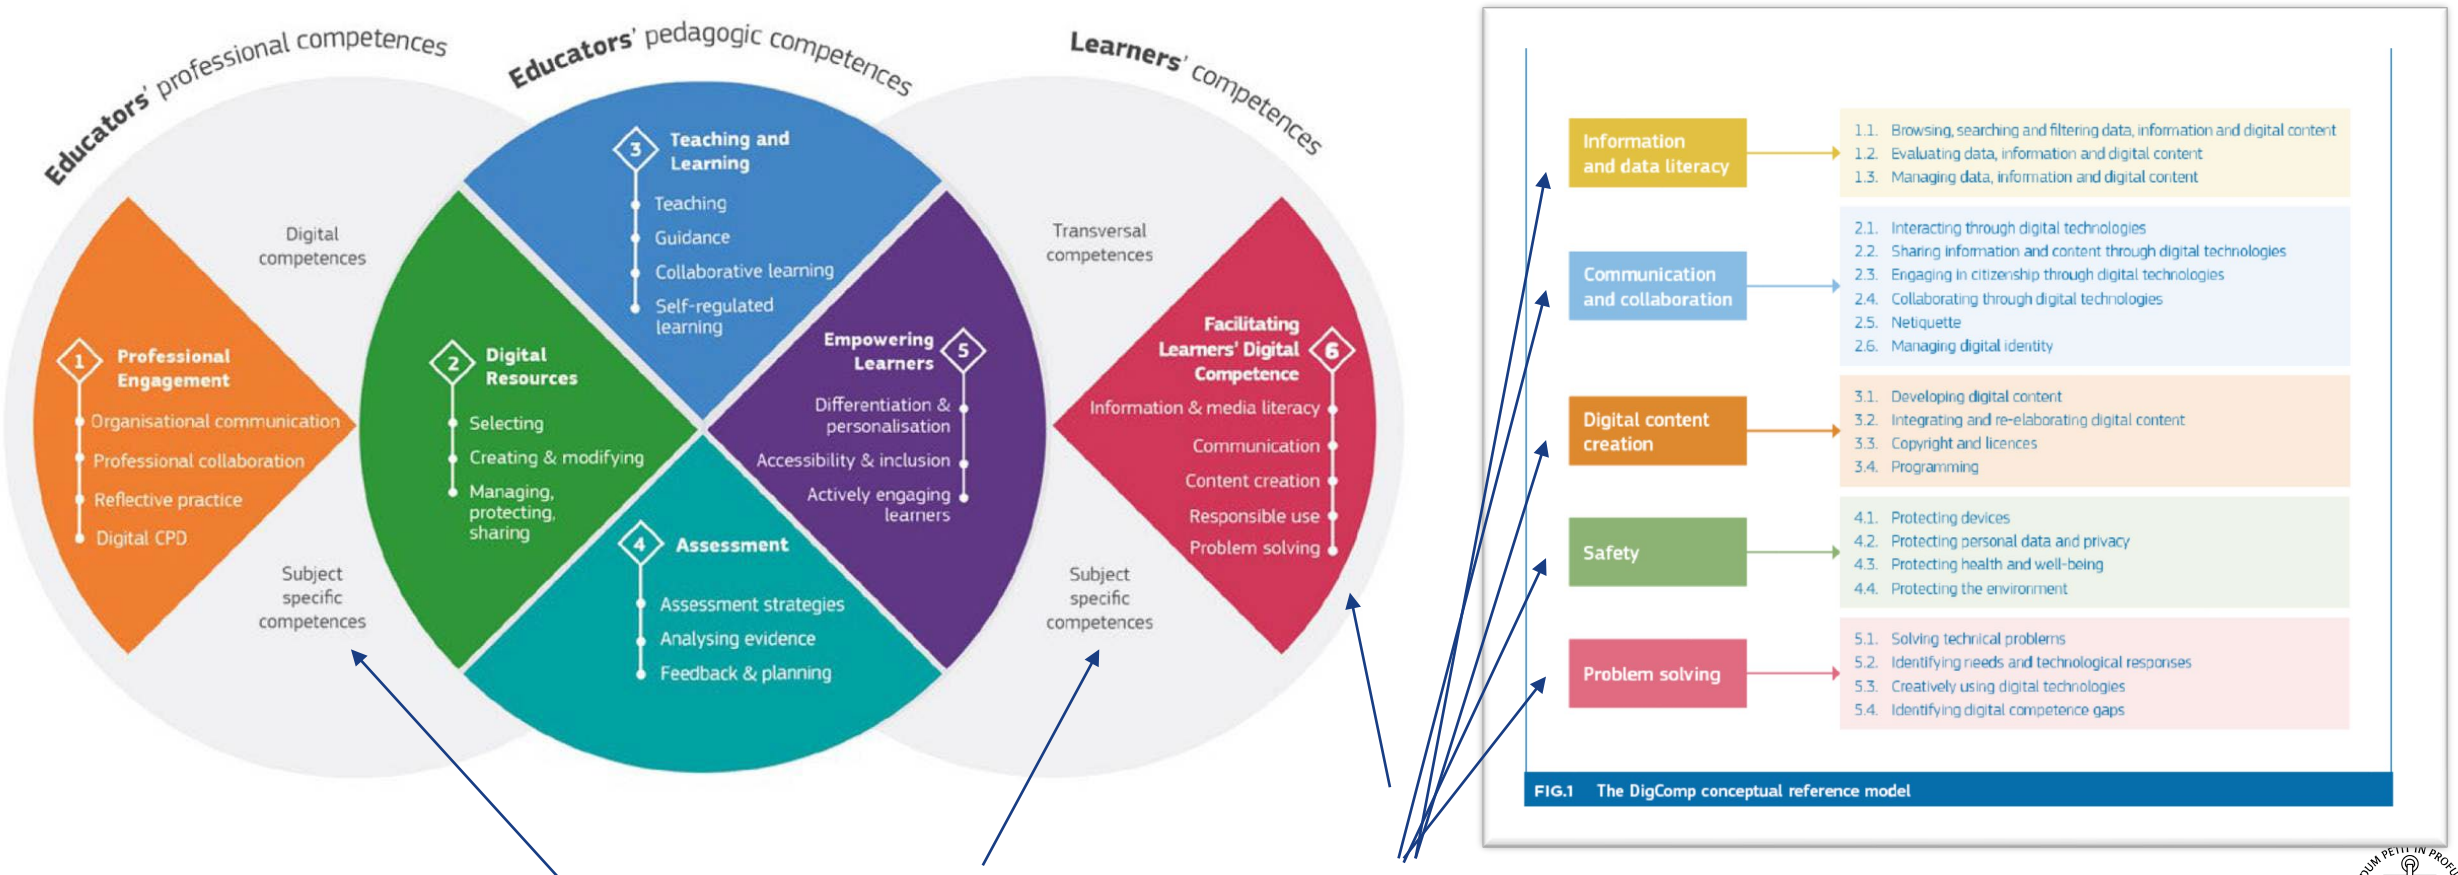 Educators' professional competences
Educators' pedagogic competences
Learners' competences
Digital
competences
Subject
specific
competences
1
Professional
Engagement
Organisational communication
Professional collaboration
Reflective practice
Digital CPD
2
Digital
Resources
Selecting
Creating & modifying
Managing,
protecting,
sharing
3
Teaching and
Learning
Teaching
Guidance
Collaborative learning
Self-regulated
learning
4
Assessment
Assessment strategies
Analysing evidence
Feedback & planning
Empowering
Learners
5
Differentiation &
personalisation
Accessibility & inclusion
Actively engaging
learners
Transversal
competences
Subject
specific
competences
Facilitating
Learners' Digital
Competence
6
Information & media literacy
Communication
Content creation
Responsible use
Problem solving
Information
and data literacy
1.1. Browsing, searching and filtering data, information and digital content
1.2. Evaluating data, information and digital content
1.3. Managing data, information and digital content
Communication
and collaboration
2.1. Interacting through digital technologies
2.2. Sharing information and content through digital technologies
2.3. Engaging in citizenship through digital technologies
2.4. Collaborating through digital technologies
2.5. Netiquette
2.6. Managing digital identity
Digital content
creation
3.1. Developing digital content
3.2. Integrating and re-elaborating digital content
3.3. Copyright and licences
3.4. Programming
Safety
4.1. Protecting devices
4.2. Protecting personal data and privacy
4.3. Protecting health and well-being
4.4. Protecting the environment
Problem solving
5.1. Solving technical problems
5.2. Identifying needs and technological responses
5.3. Creatively using digital technologies
5.4. Identifying digital competence gaps
FIG.1 The DigComp conceptual reference model
PETIT IN